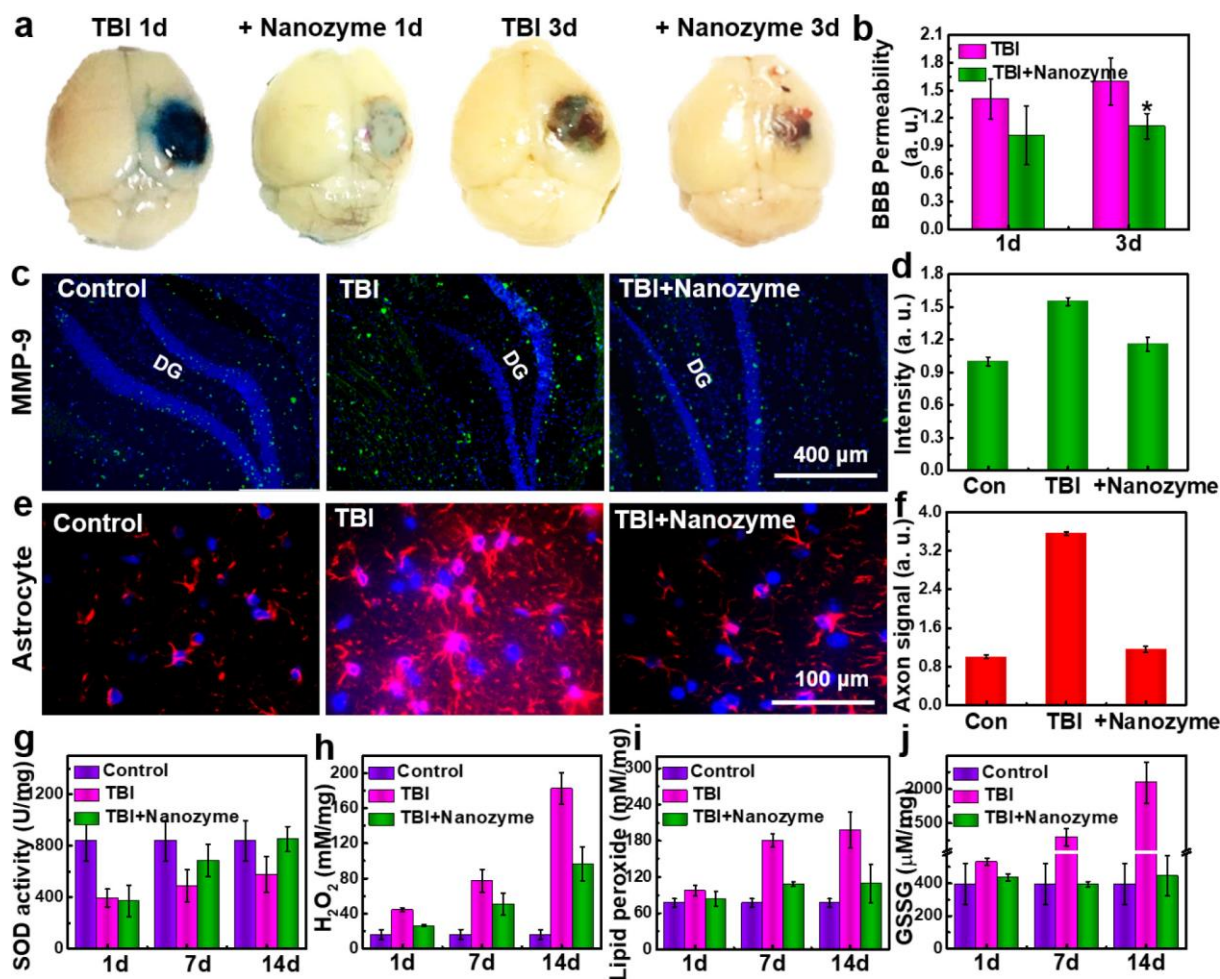 a
TBI 1d
+ Nanozyme 1d
TBI 3d
+ Nanozyme 3d
b
BBB Permeability
(a. u.)
2.1
1.8
1.5
1.2
0.9
0.6
0.3
0.0
TBI
TBI+Nanozyme
*
1d
3d
c
MMP-9
Control
DG
TBI
DG
TBI+Nanozyme
DG
400 µm
d
Intensity (a. u.)
1.8
1.5
1.2
0.9
0.6
0.3
0.0
Con
TBI
+Nanozyme
e
Astrocyte
Control
TBI
TBI+Nanozyme
100 µm
f
Axon signal (a. u.)
4.0
3.2
2.4
1.6
0.8
0.0
Con
TBI
+Nanozyme
g
SOD activity (U/mg)
1200
800
400
0
Control
TBI
TBI+Nanozyme
1d
7d
14d
h
H₂O₂ (mM/mg)
200
160
120
80
40
0
Control
TBI
TBI+Nanozyme
1d
7d
14d
i
Lipid peroxide (mM/mg)
300
240
180
120
60
0
Control
TBI
TBI+Nanozyme
1d
7d
14d
j
GSSG (µM/mg)
2000
1500
400
200
0
Control
TBI
TBI+Nanozyme
1d
7d
14d